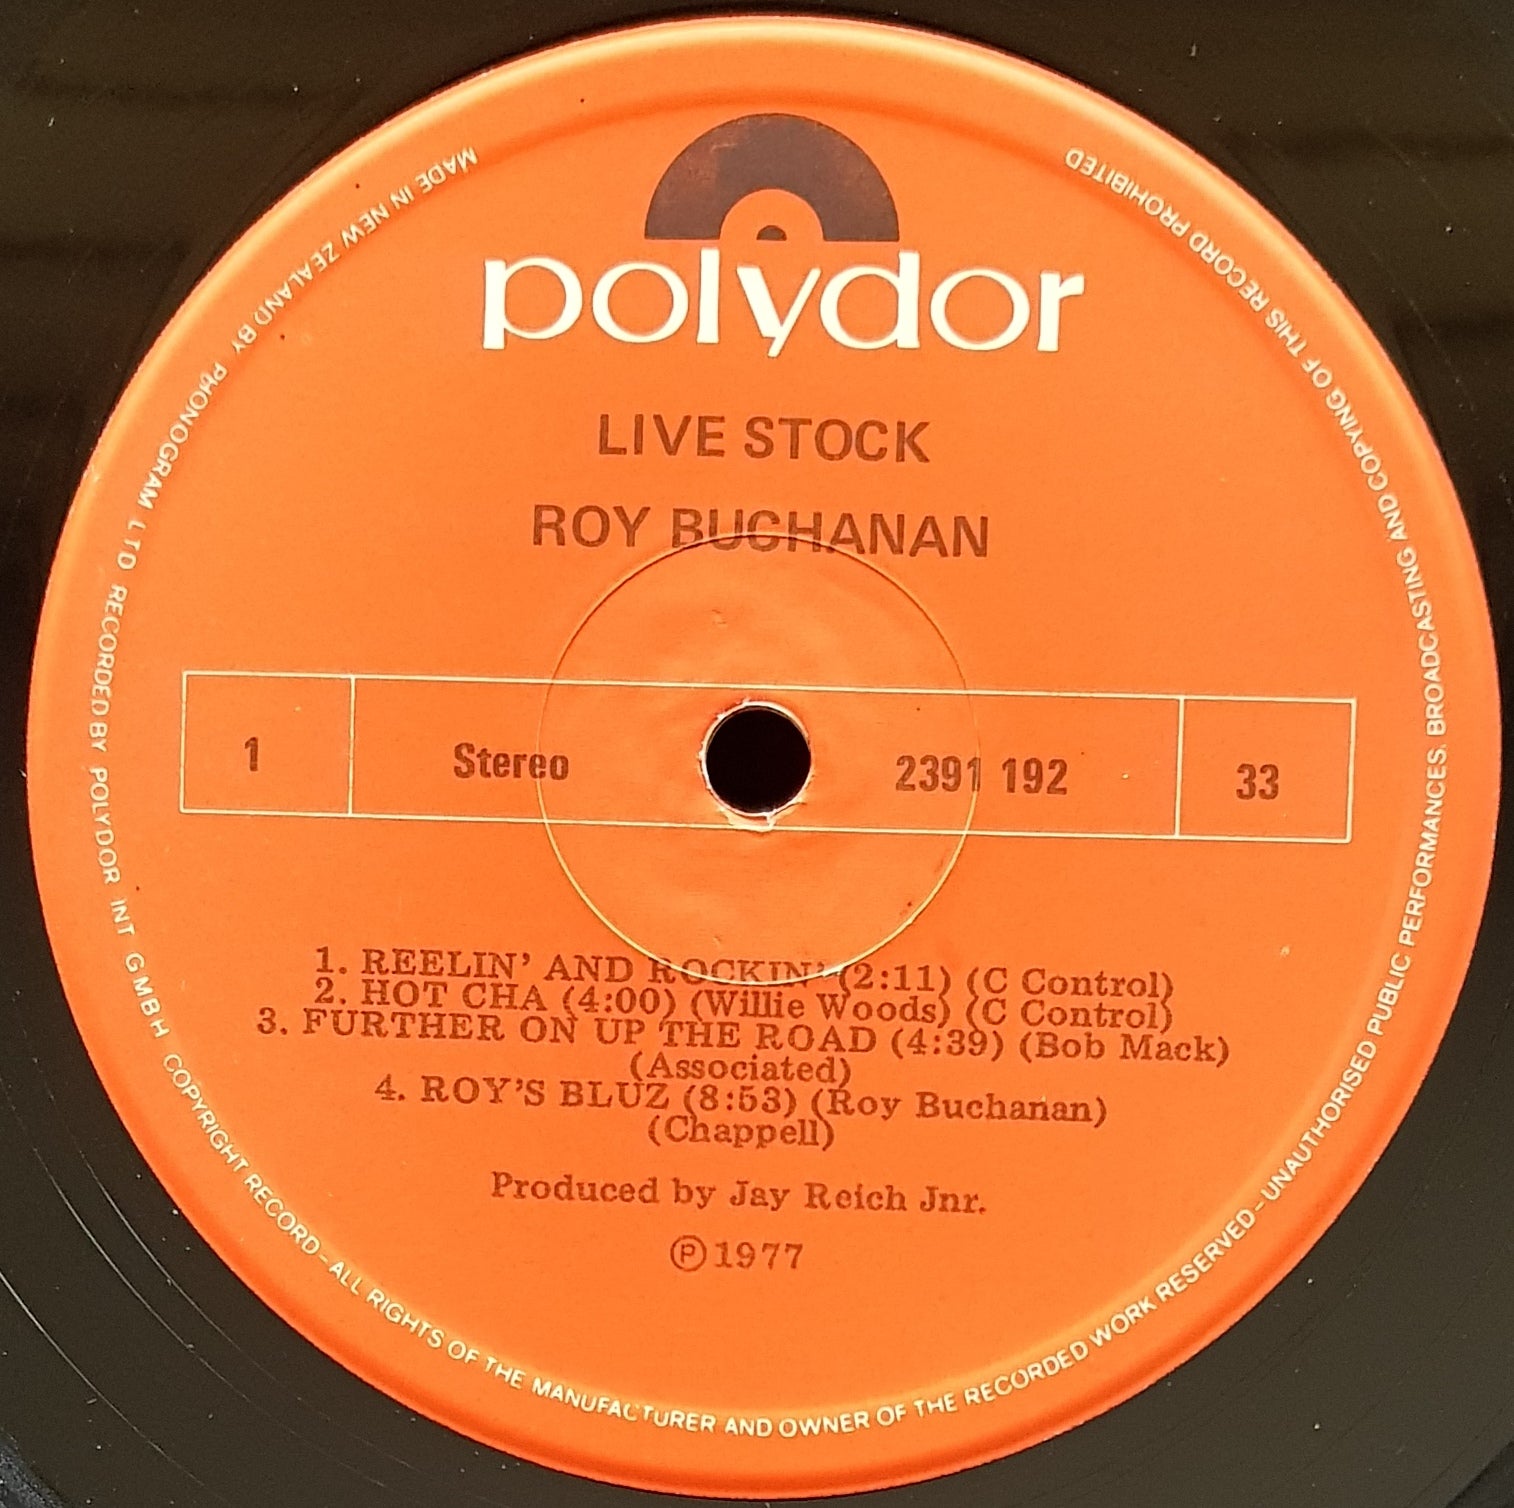 polydor
LIVE STOCK
ROY BUCHANAN
1 Stereo 2391 192 33
1. REELIN' AND ROCKIN' (2:11) (C Control)
2. HOT CHA (4:00) (Willie Woods) (C Control)
3. FURTHER ON UP THE ROAD (4:39) (Bob Mack)
(Associated)
4. ROY'S BLUZ (8:53) (Roy Buchanan)
(Chappell)
Produced by Jay Reich Jnr.
Ⓟ 1977
MADE IN NEW ZEALAND BY PHONOGRAM LTD RECORDED BY POLYDOR INT GMBH COPYRIGHT RECORD – ALL RIGHTS OF THE MANUFACTURER AND OWNER OF THE RECORDED WORK RESERVED – UNAUTHORISED PUBLIC PERFORMANCES. BROADCASTING AND COPYING OF THIS RECORD PROHIBITED